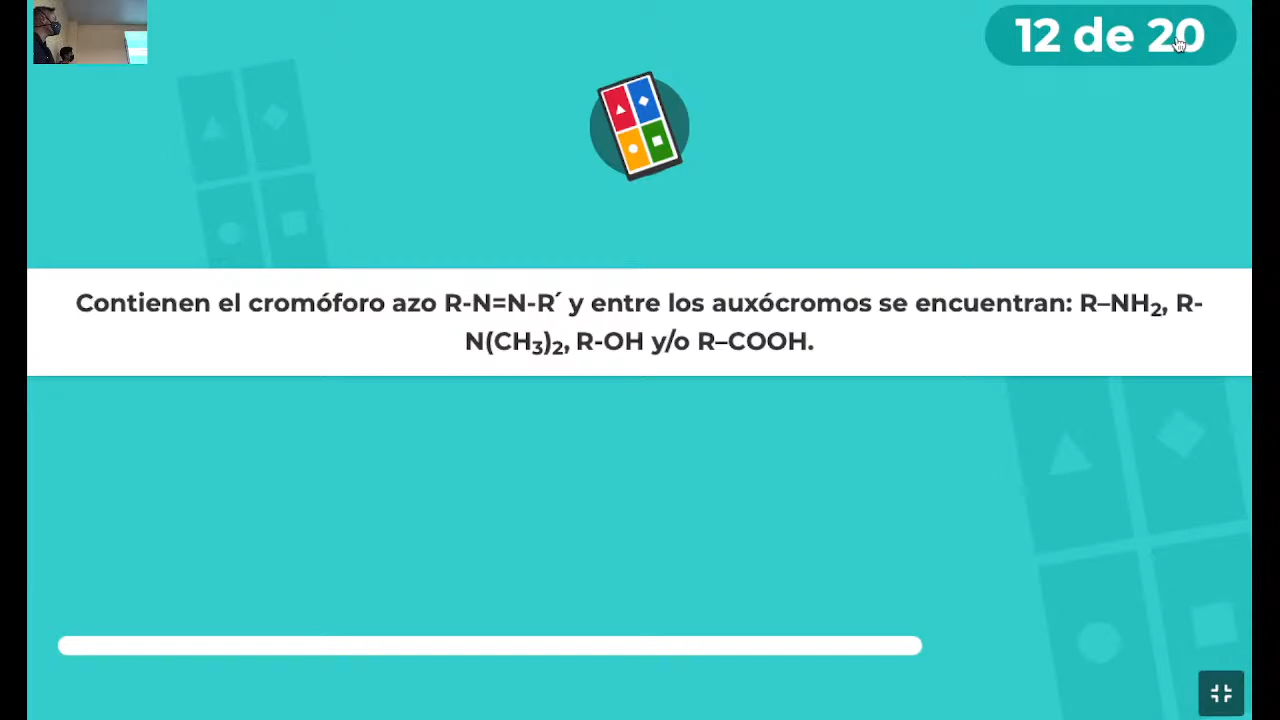 12 de 20
Contienen el cromóforo azo R-N=N-R´ y entre los auxócromos se encuentran: R–NH₂, R-
N(CH₃)₂, R-OH y/o R–COOH.